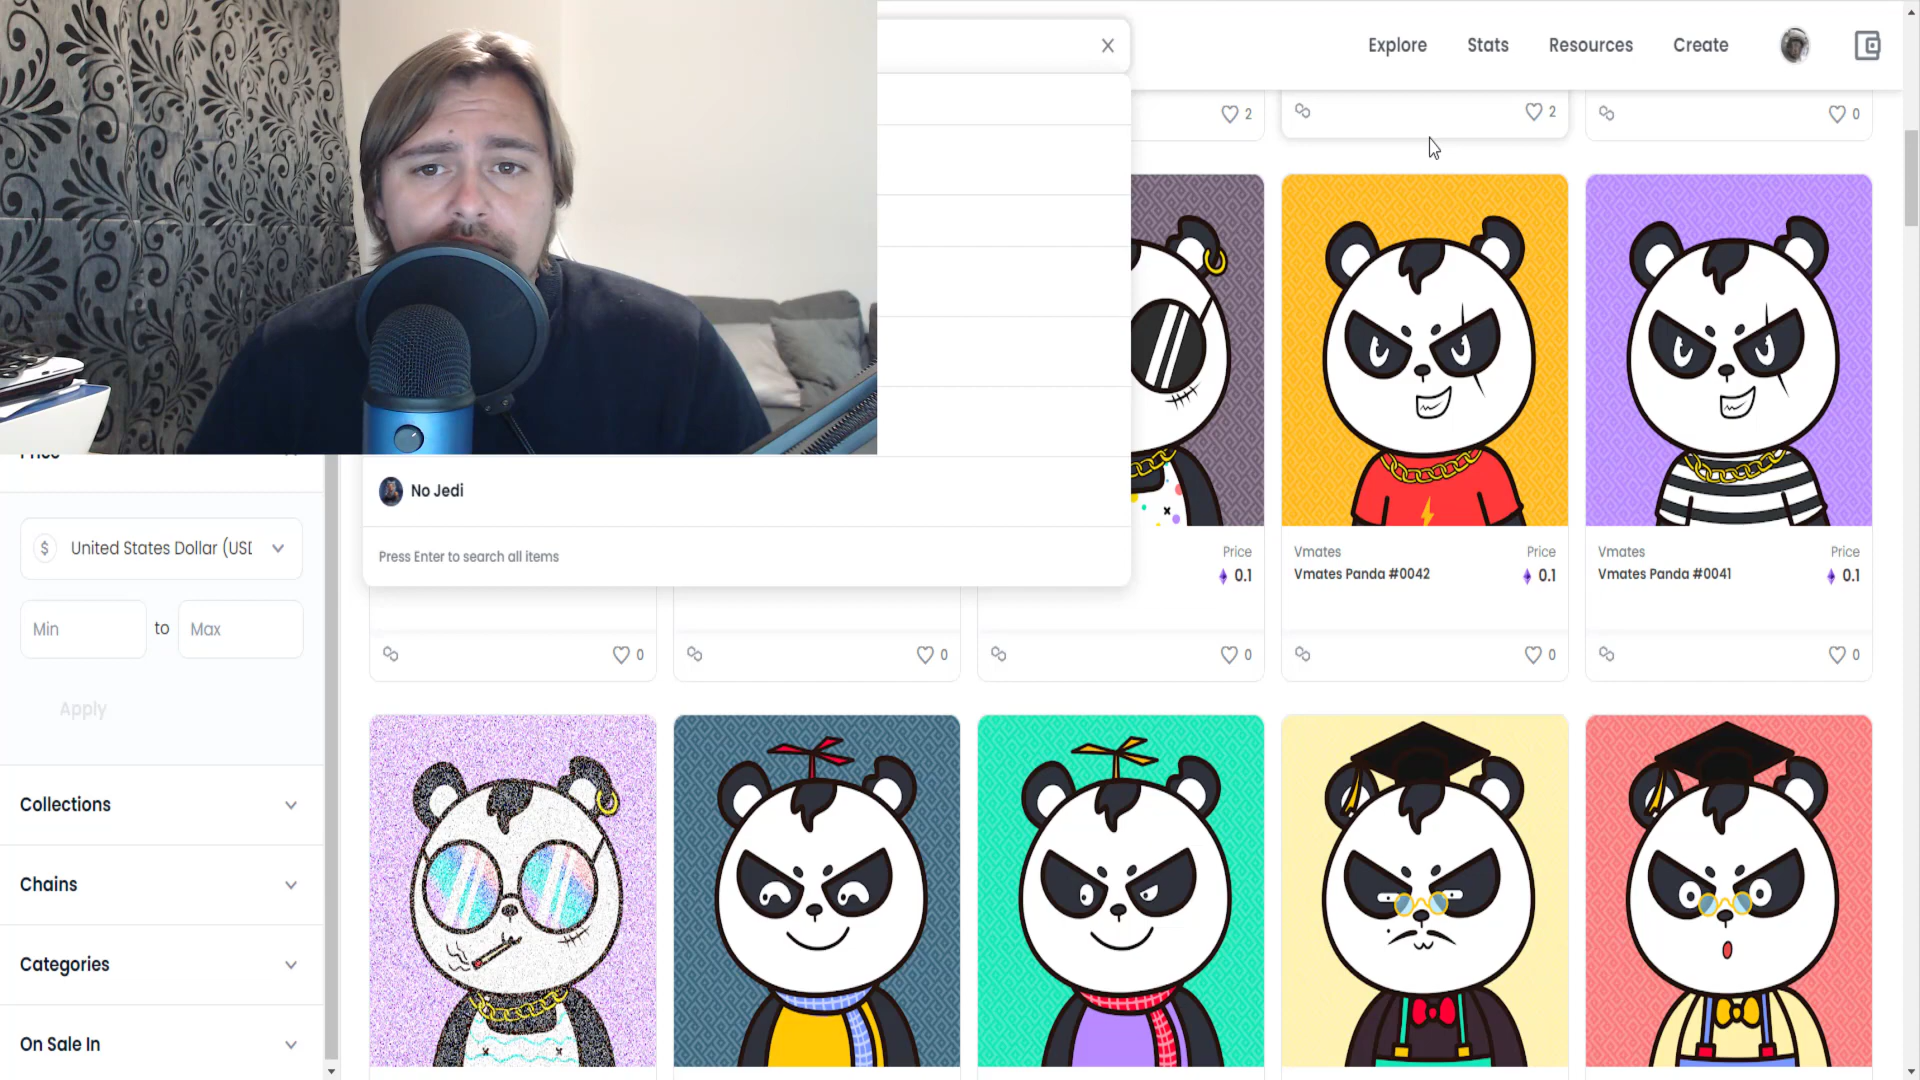 Explore
Stats
Resources
Create
2
2
0
No Jedi
Press Enter to search all items
$ United States Dollar (USD
Min to Max
Apply
Collections
Chains
Categories
On Sale In
Price
0.1
Vmates Price
Vmates Panda #0042 0.1
Vmates Price
Vmates Panda #0041 0.1
0
0
0
0
0